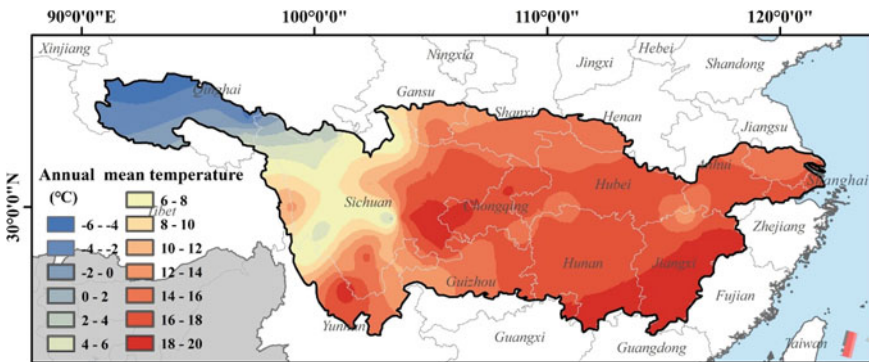 90°0'0"E 100°0'0" 110°0'0" 120°0'0"
Xinjiang Ningxia Hebei
Jingxi Shandong
Qinghai Gansu
Shanxi Henan
Jiangsu
Anhui
Annual mean temperature
(°C)
Shanghai
Hubei
Tibet Sichuan Chongqing
Zhejiang
30°0'0"N
-6 - -4
-4 - -2
-2 - 0
0 - 2
2 - 4
4 - 6
6 - 8
8 - 10
10 - 12
12 - 14
14 - 16
16 - 18
18 - 20
Guizhou Hunan Jiangxi
Fujian
Yunnan Guangxi Guangdong Taiwan